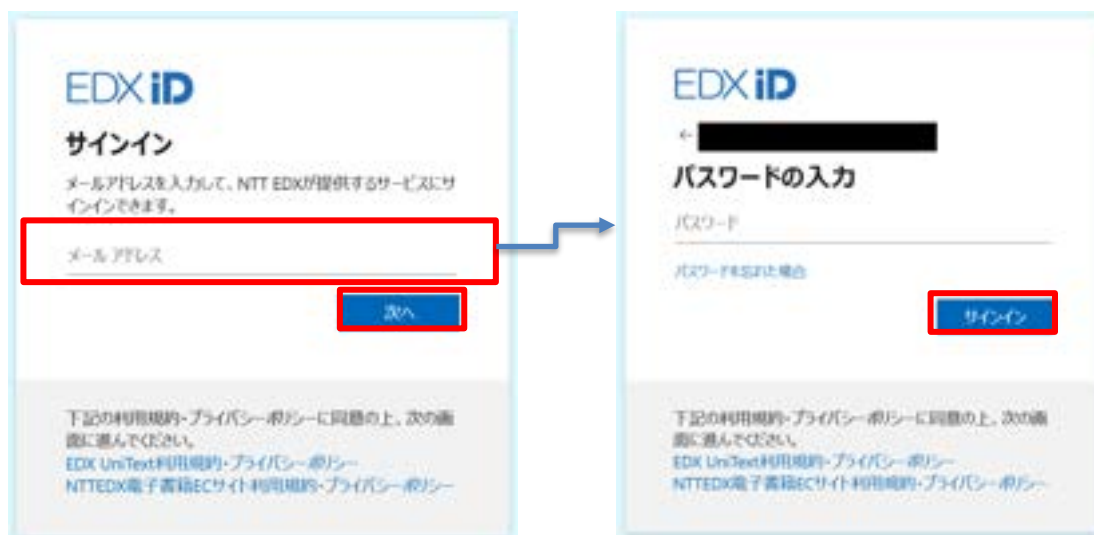 EDX iD
サインイン
メールアドレスを入力して、NTT EDXが提供するサービスにサ
インインできます。
メール アドレス
次へ
下記の利用規約・プライバシーポリシーに同意の上、次の画
面に進んでください。
EDX UniText利用規約・プライバシーポリシー
NTTEDX電子書籍ECサイト利用規約・プライバシーポリシー
EDX iD
←
パスワードの入力
パスワード
パスワードを忘れた場合
サインイン
下記の利用規約・プライバシーポリシーに同意の上、次の画
面に進んでください。
EDX UniText利用規約・プライバシーポリシー
NTTEDX電子書籍ECサイト利用規約・プライバシーポリシー